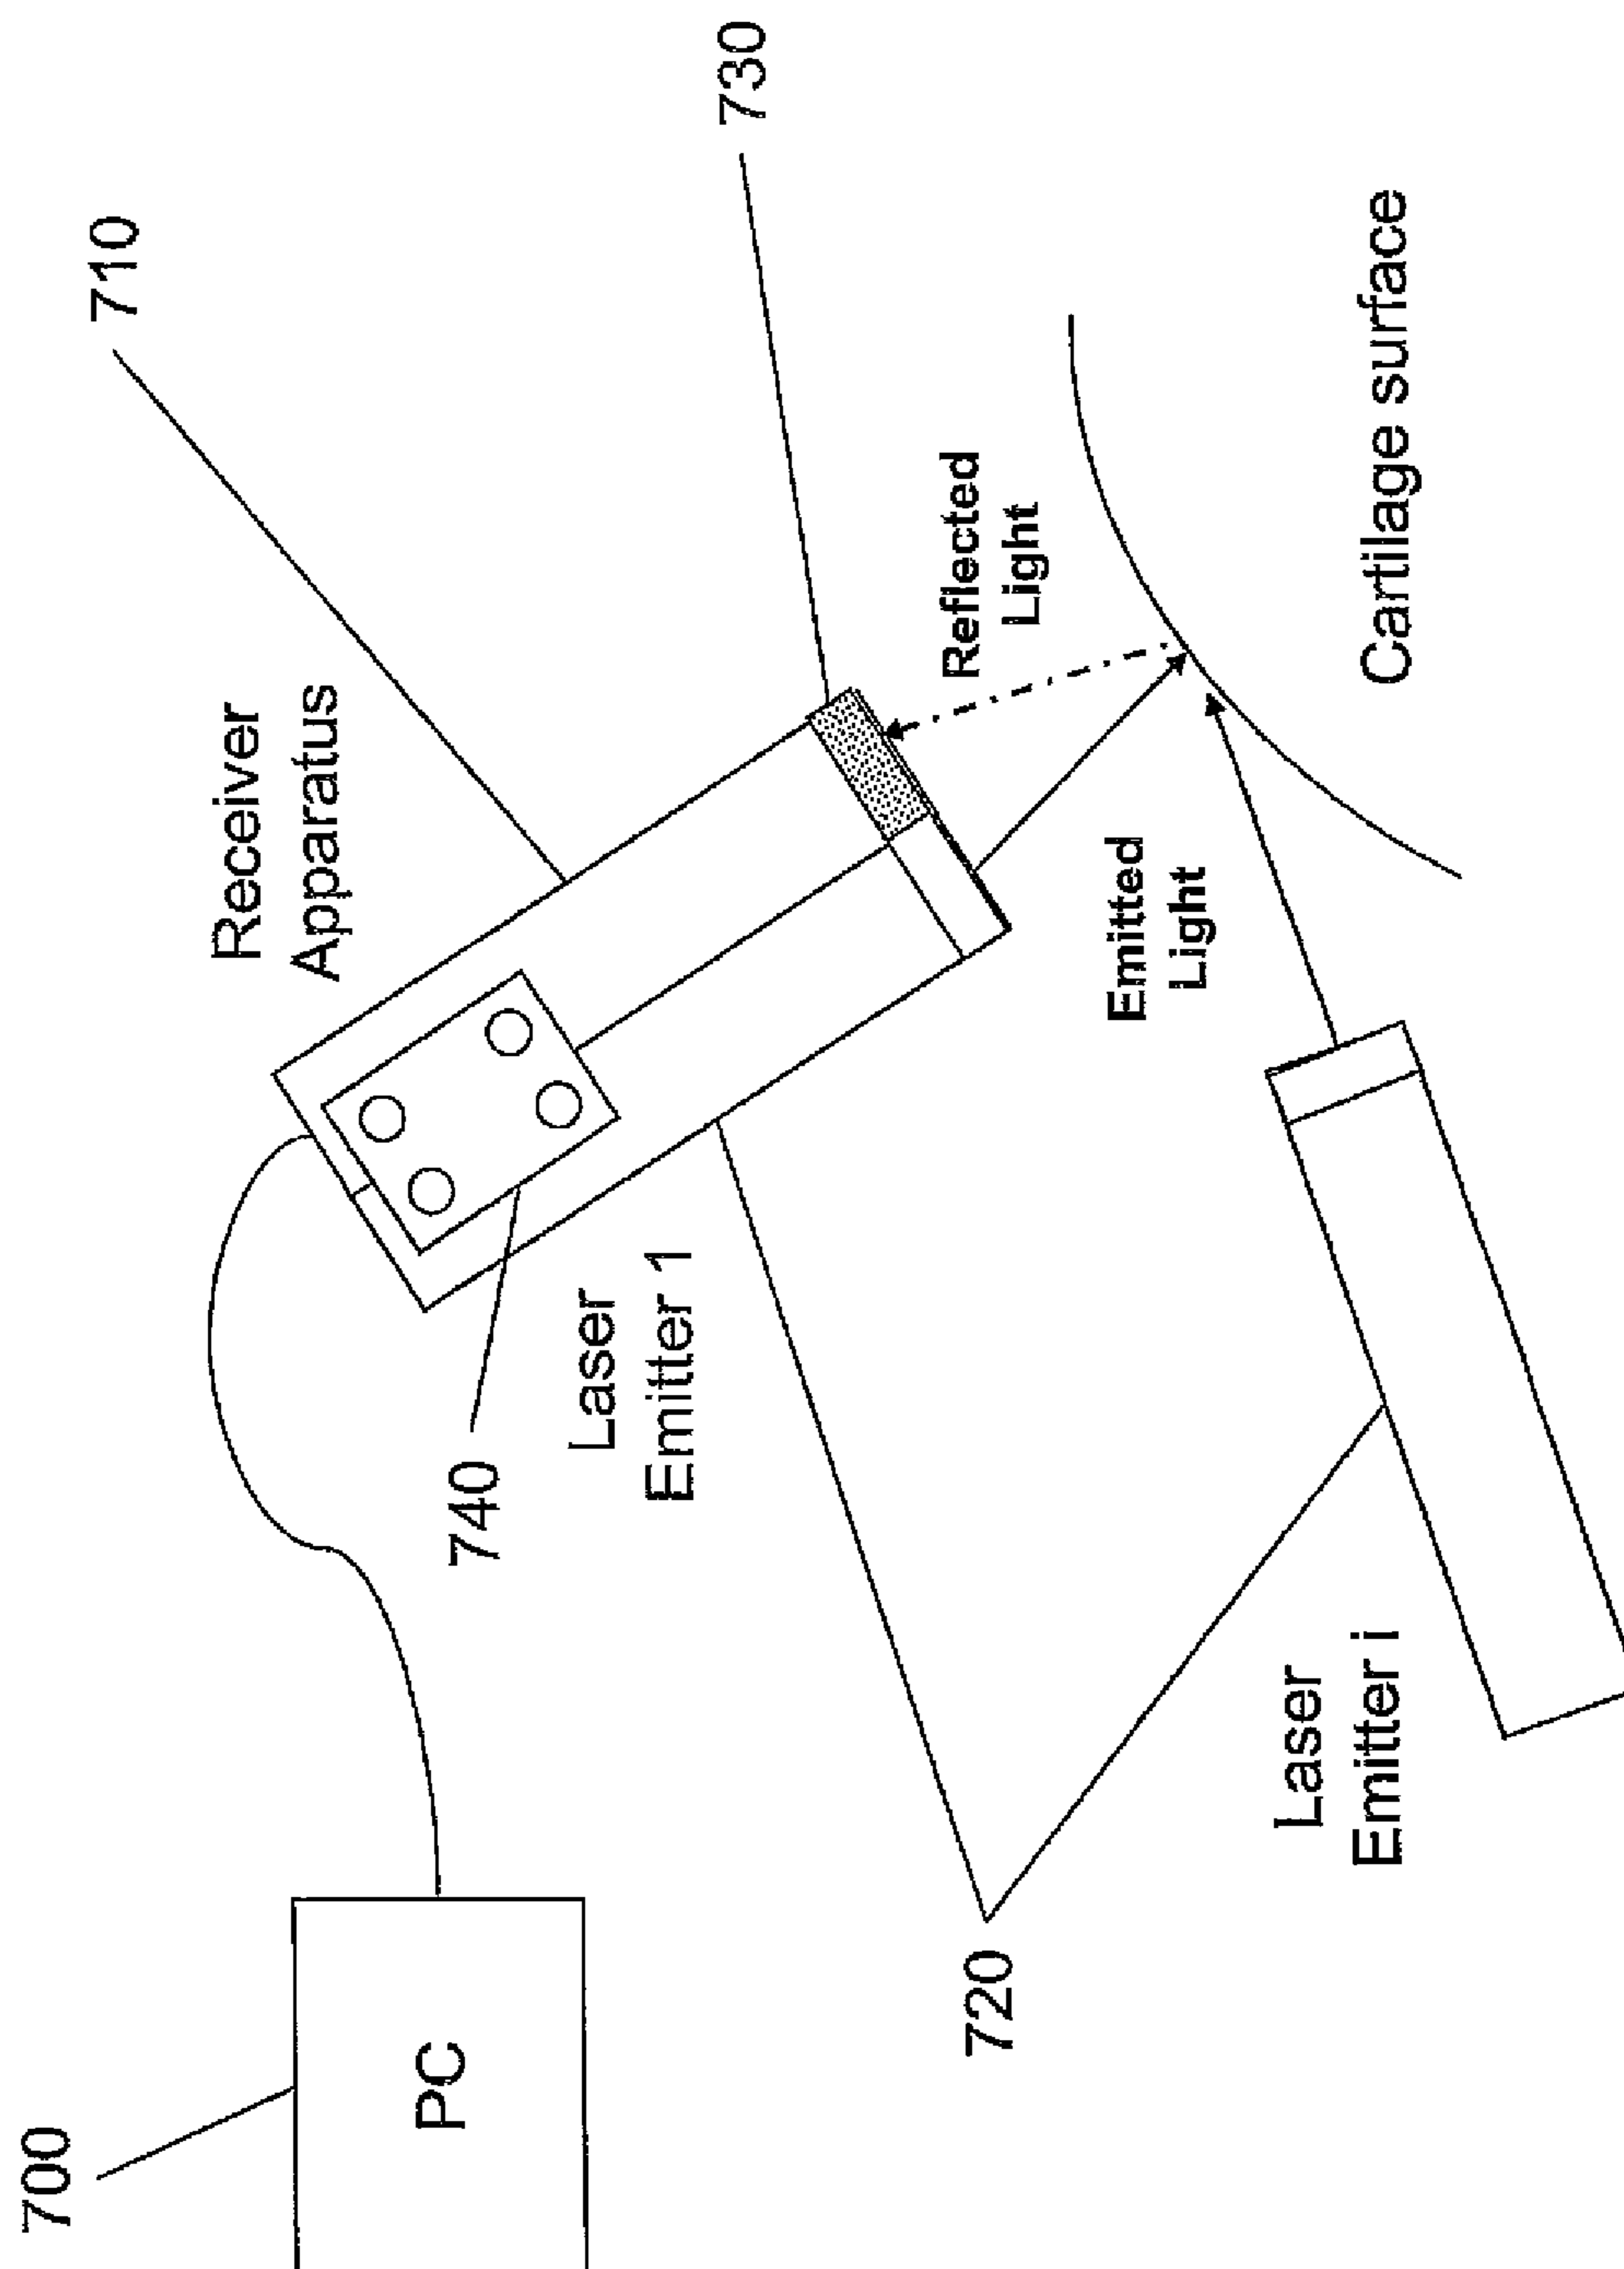 700
PC
710
Receiver
Apparatus
730
740
Laser
Emitter 1
Reflected
Light
Emitted
Light
720
Laser
Emitter i
Cartilage surface